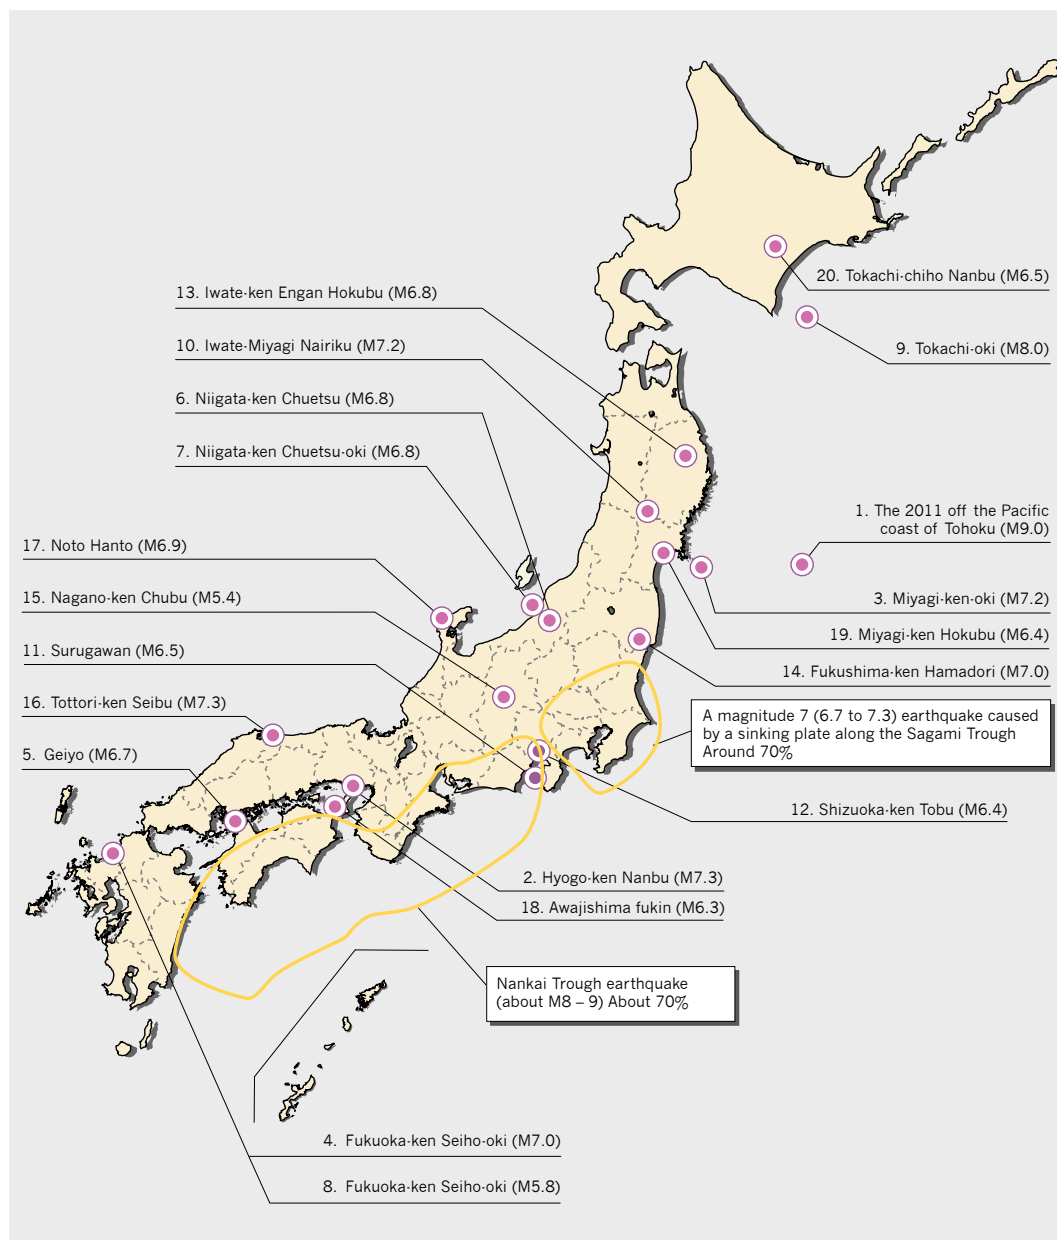 20. Tokachi-chiho Nanbu (M6.5)
13. Iwate-ken Engan Hokubu (M6.8)
10. Iwate-Miyagi Nairiku (M7.2)
9. Tokachi-oki (M8.0)
6. Niigata-ken Chuetsu (M6.8)
7. Niigata-ken Chuetsu-oki (M6.8)
1. The 2011 off the Pacific
coast of Tohoku (M9.0)
17. Noto Hanto (M6.9)
15. Nagano-ken Chubu (M5.4)
3. Miyagi-ken-oki (M7.2)
19. Miyagi-ken Hokubu (M6.4)
11. Surugawan (M6.5)
14. Fukushima-ken Hamadori (M7.0)
16. Tottori-ken Seibu (M7.3)
A magnitude 7 (6.7 to 7.3) earthquake caused
by a sinking plate along the Sagami Trough
Around 70%
5. Geiyo (M6.7)
12. Shizuoka-ken Tobu (M6.4)
2. Hyogo-ken Nanbu (M7.3)
18. Awajishima fukin (M6.3)
Nankai Trough earthquake
(about M8 – 9) About 70%
4. Fukuoka-ken Seiho-oki (M7.0)
8. Fukuoka-ken Seiho-oki (M5.8)